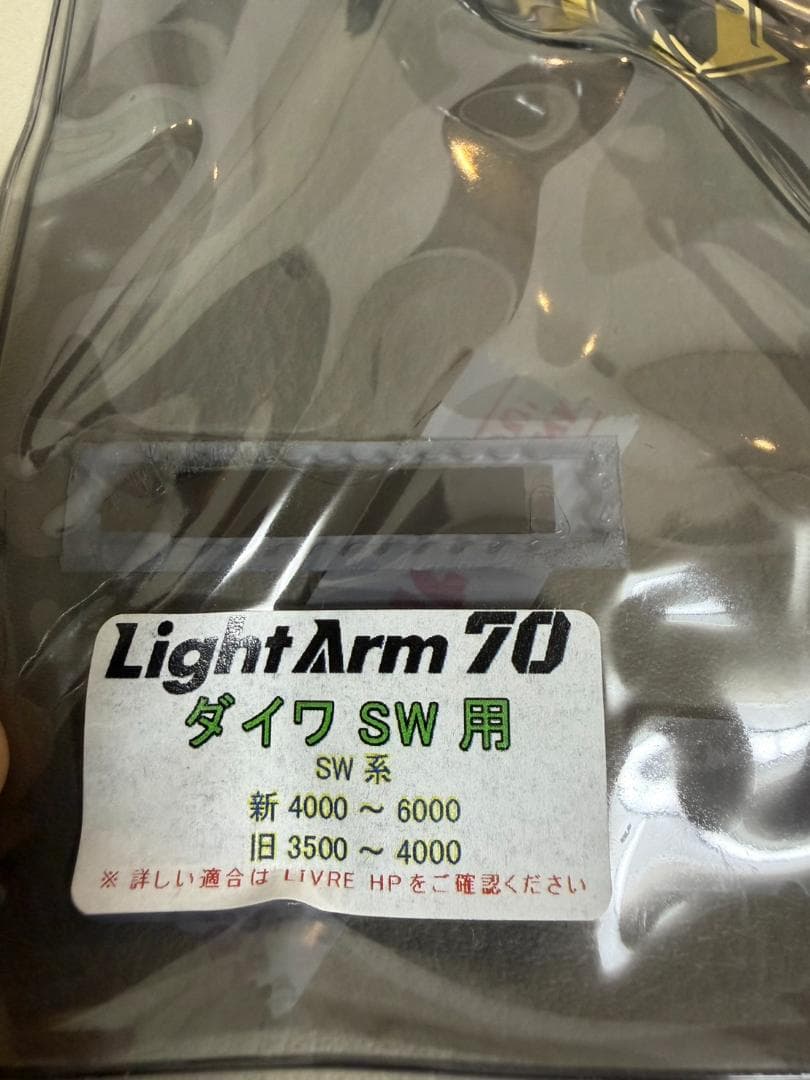 LightArm 70
ダイワ SW 用
SW 系
新 4000 ～ 6000
旧 3500 ～ 4000
※ 詳しい適合は LIVRE HP をご確認ください